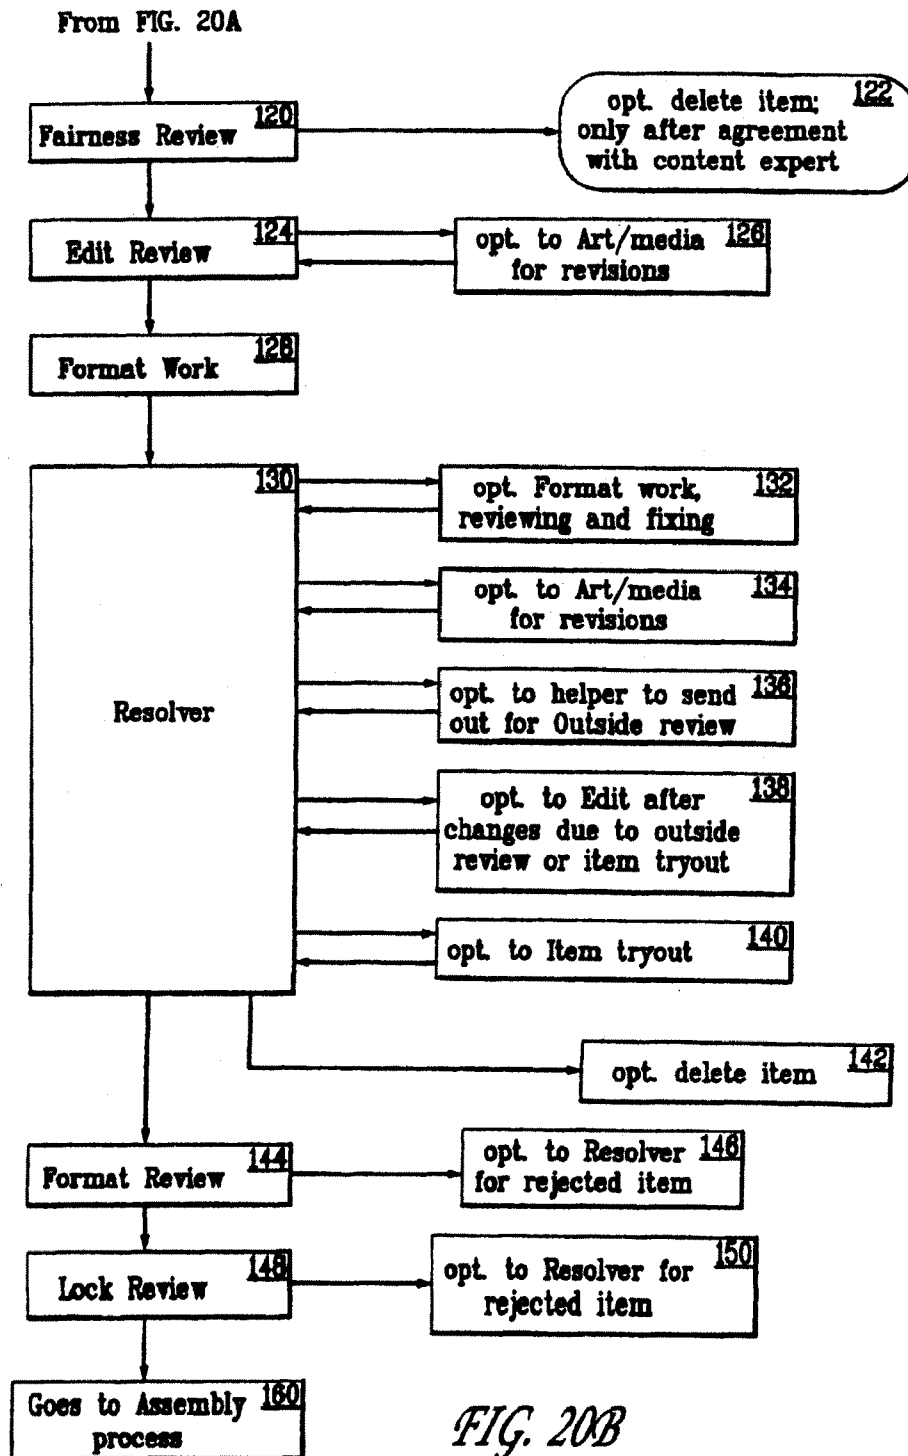 From FIG. 20A
120
Fairness Review
122
opt. delete item;
only after agreement
with content expert
124
Edit Review
opt. to Art/media 126
for revisions
128
Format Work
130
Resolver
132
opt. Format work,
reviewing and fixing
134
opt. to Art/media
for revisions
136
opt. to helper to send
out for Outside review
138
opt. to Edit after
changes due to outside
review or item tryout
140
opt. to Item tryout
142
opt. delete item
144
Format Review
opt. to Resolver 146
for rejected item
148
Lock Review
150
opt. to Resolver for
rejected item
Goes to Assembly 160
process
FIG. 20B